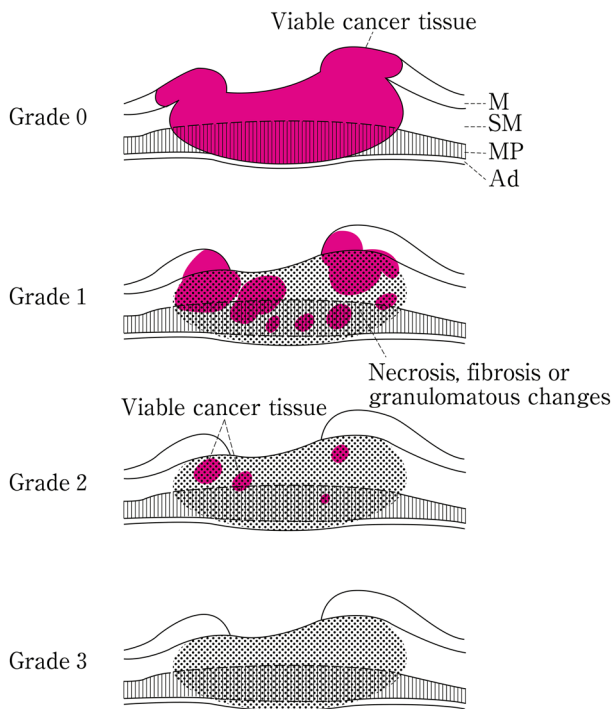 Viable cancer tissue
Grade 0
M
SM
MP
Ad
Grade 1
Necrosis, fibrosis or
granulomatous changes
Viable cancer tissue
Grade 2
Grade 3